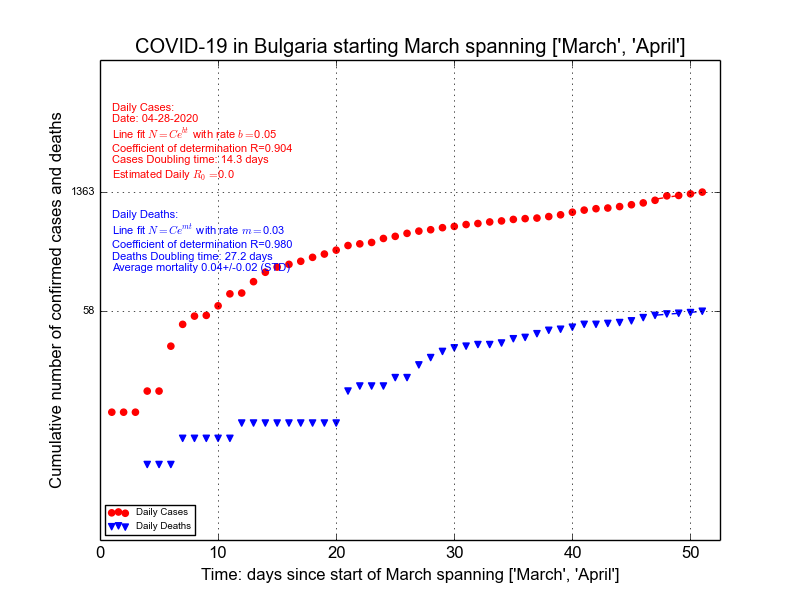 COVID-19 in Bulgaria starting March spanning ['March', 'April']
Cumulative number of confirmed cases and deaths
Daily Cases:
Date: 04-28-2020
Line fit N = Ce^{bt} with rate b =0.05
Coefficient of determination R=0.904
Cases Doubling time: 14.3 days
Estimated Daily R_0 =0.0
1363
Daily Deaths:
Line fit N = Ce^{mt} with rate m =0.03
Coefficient of determination R=0.980
Deaths Doubling time: 27.2 days
Average mortality 0.04+/-0.02 (STD)
58
Daily Cases
Daily Deaths
0 10 20 30 40 50
Time: days since start of March spanning ['March', 'April']